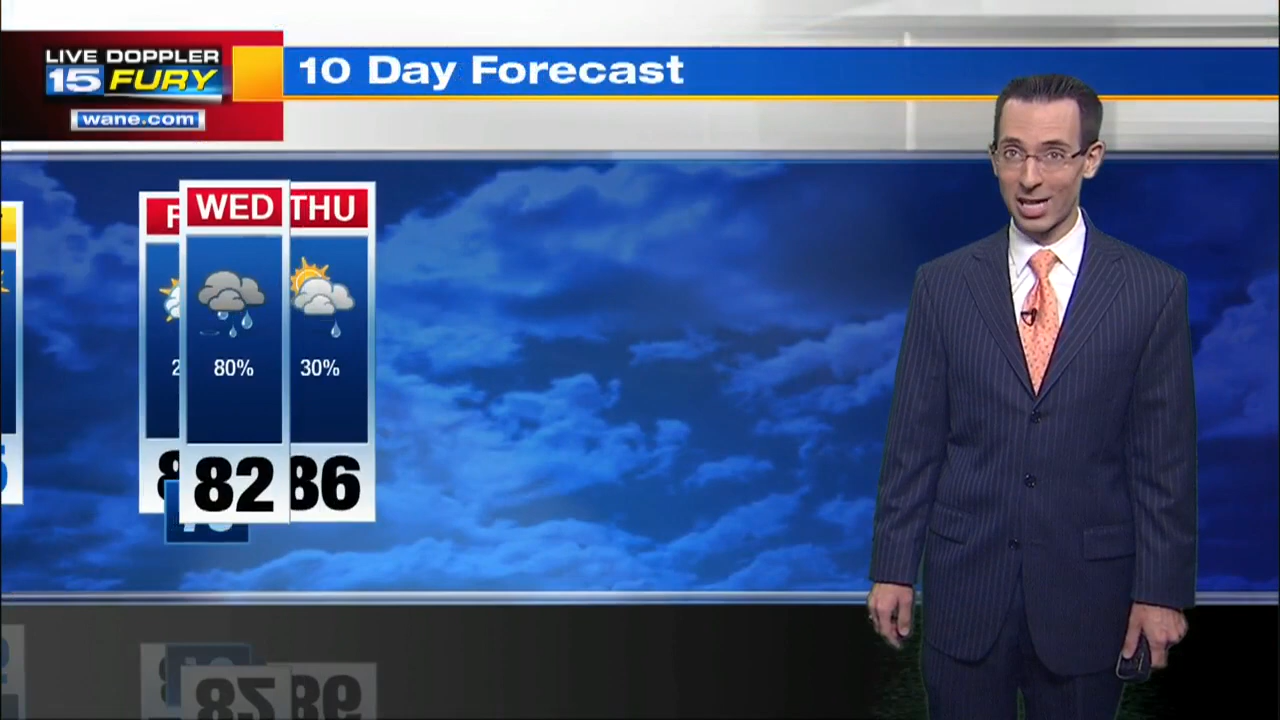 LIVE DOPPLER
15 FURY
wane.com
10 Day Forecast
WED
THU
80%
30%
82
86